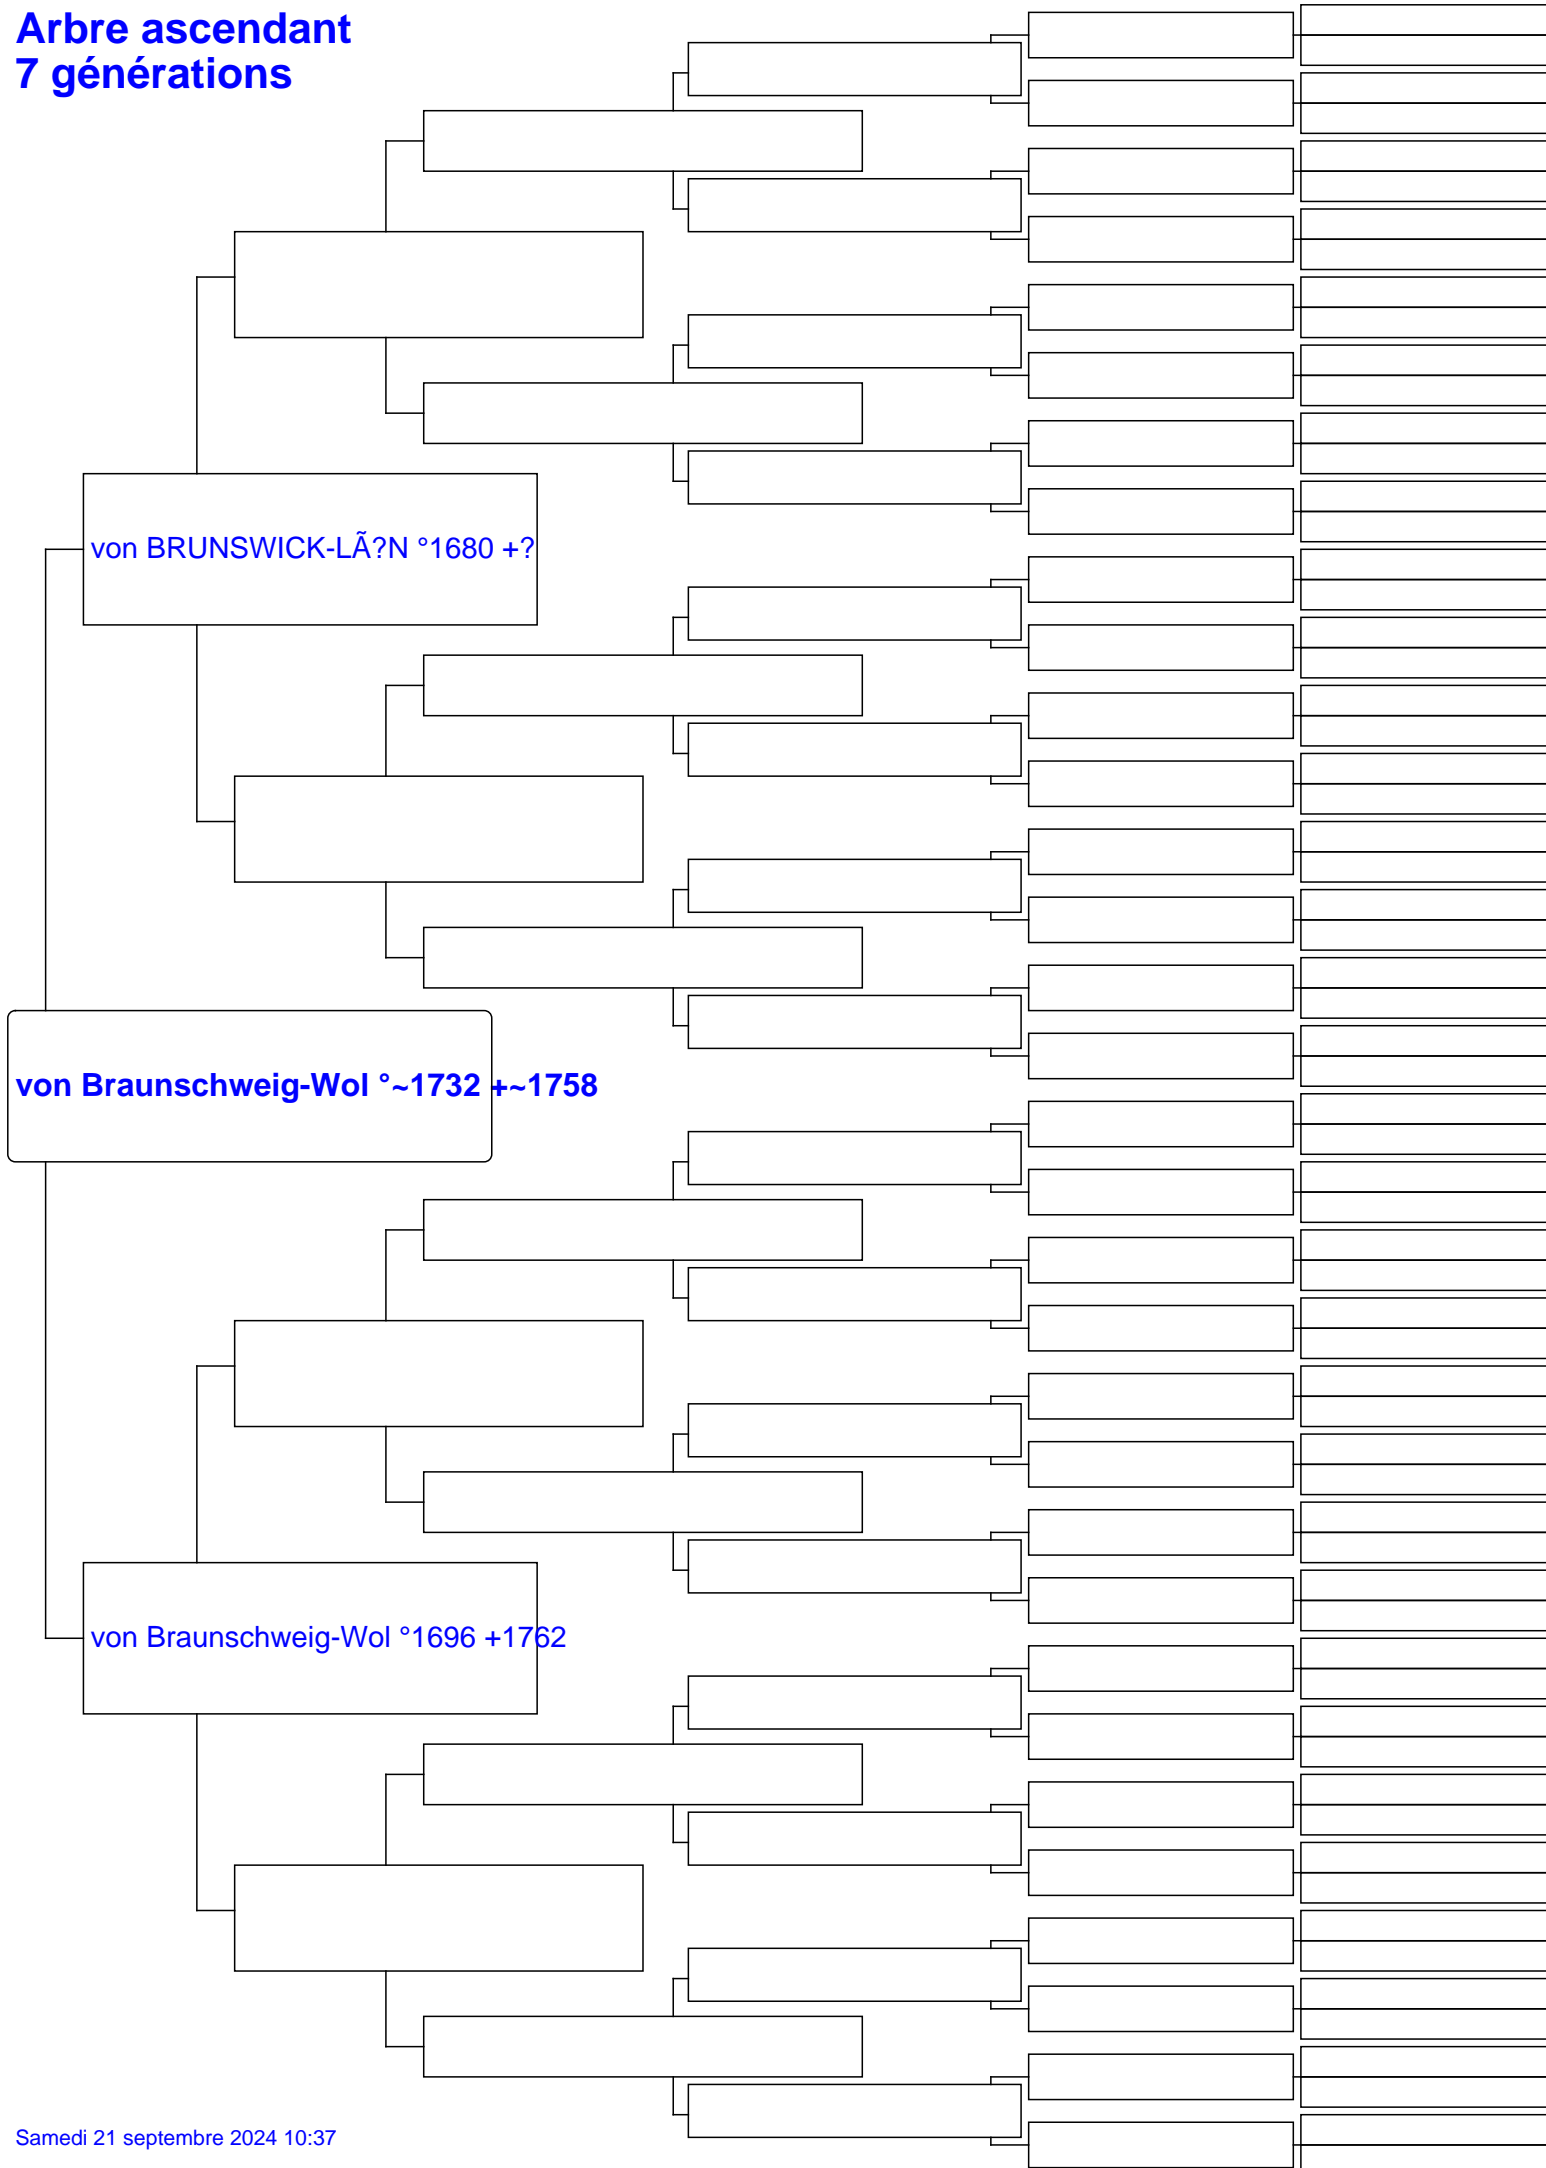 Arbre ascendant
7 générations
von BRUNSWICK-LÃ?N °1680 +?
von Braunschweig-Wol °~1732 +~1758
von Braunschweig-Wol °1696 +1762
Samedi 21 septembre 2024 10:37